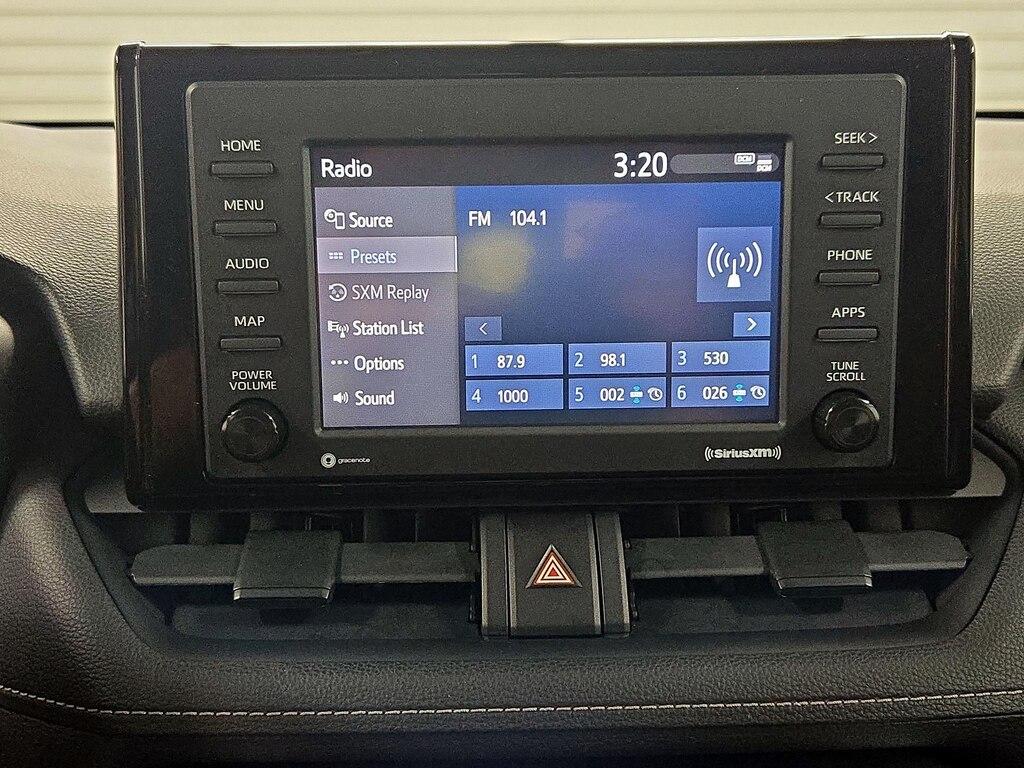 HOME
MENU
AUDIO
MAP
POWER
VOLUME
Radio
3:20
DCM
DCM
Source
Presets
SXM Replay
Station List
Options
Sound
FM 104.1
<
>
1 87.9
2 98.1
3 530
4 1000
5 002
6 026
SEEK >
< TRACK
PHONE
APPS
TUNE
SCROLL
gracenote
((SiriusXM))